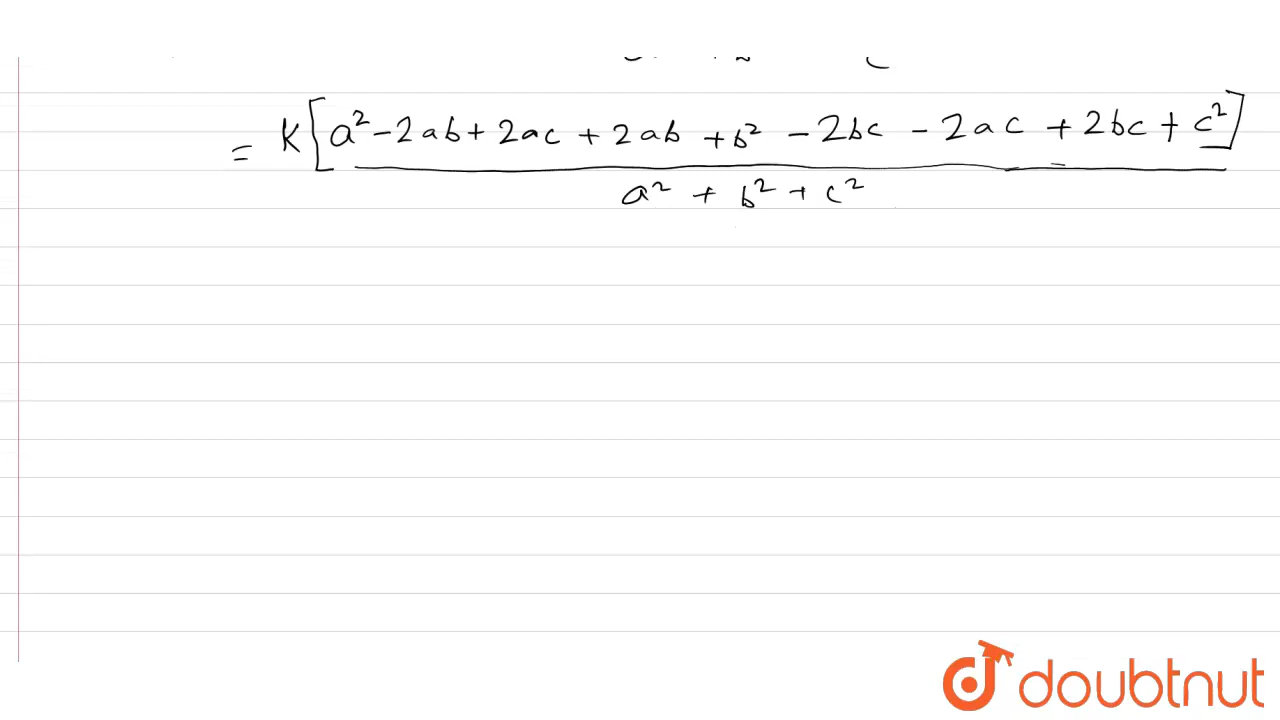 = K[a² - 2ab + 2ac + 2ab + b² - 2bc - 2ac + 2bc + c²]
a² + b² + c²
doubtnut